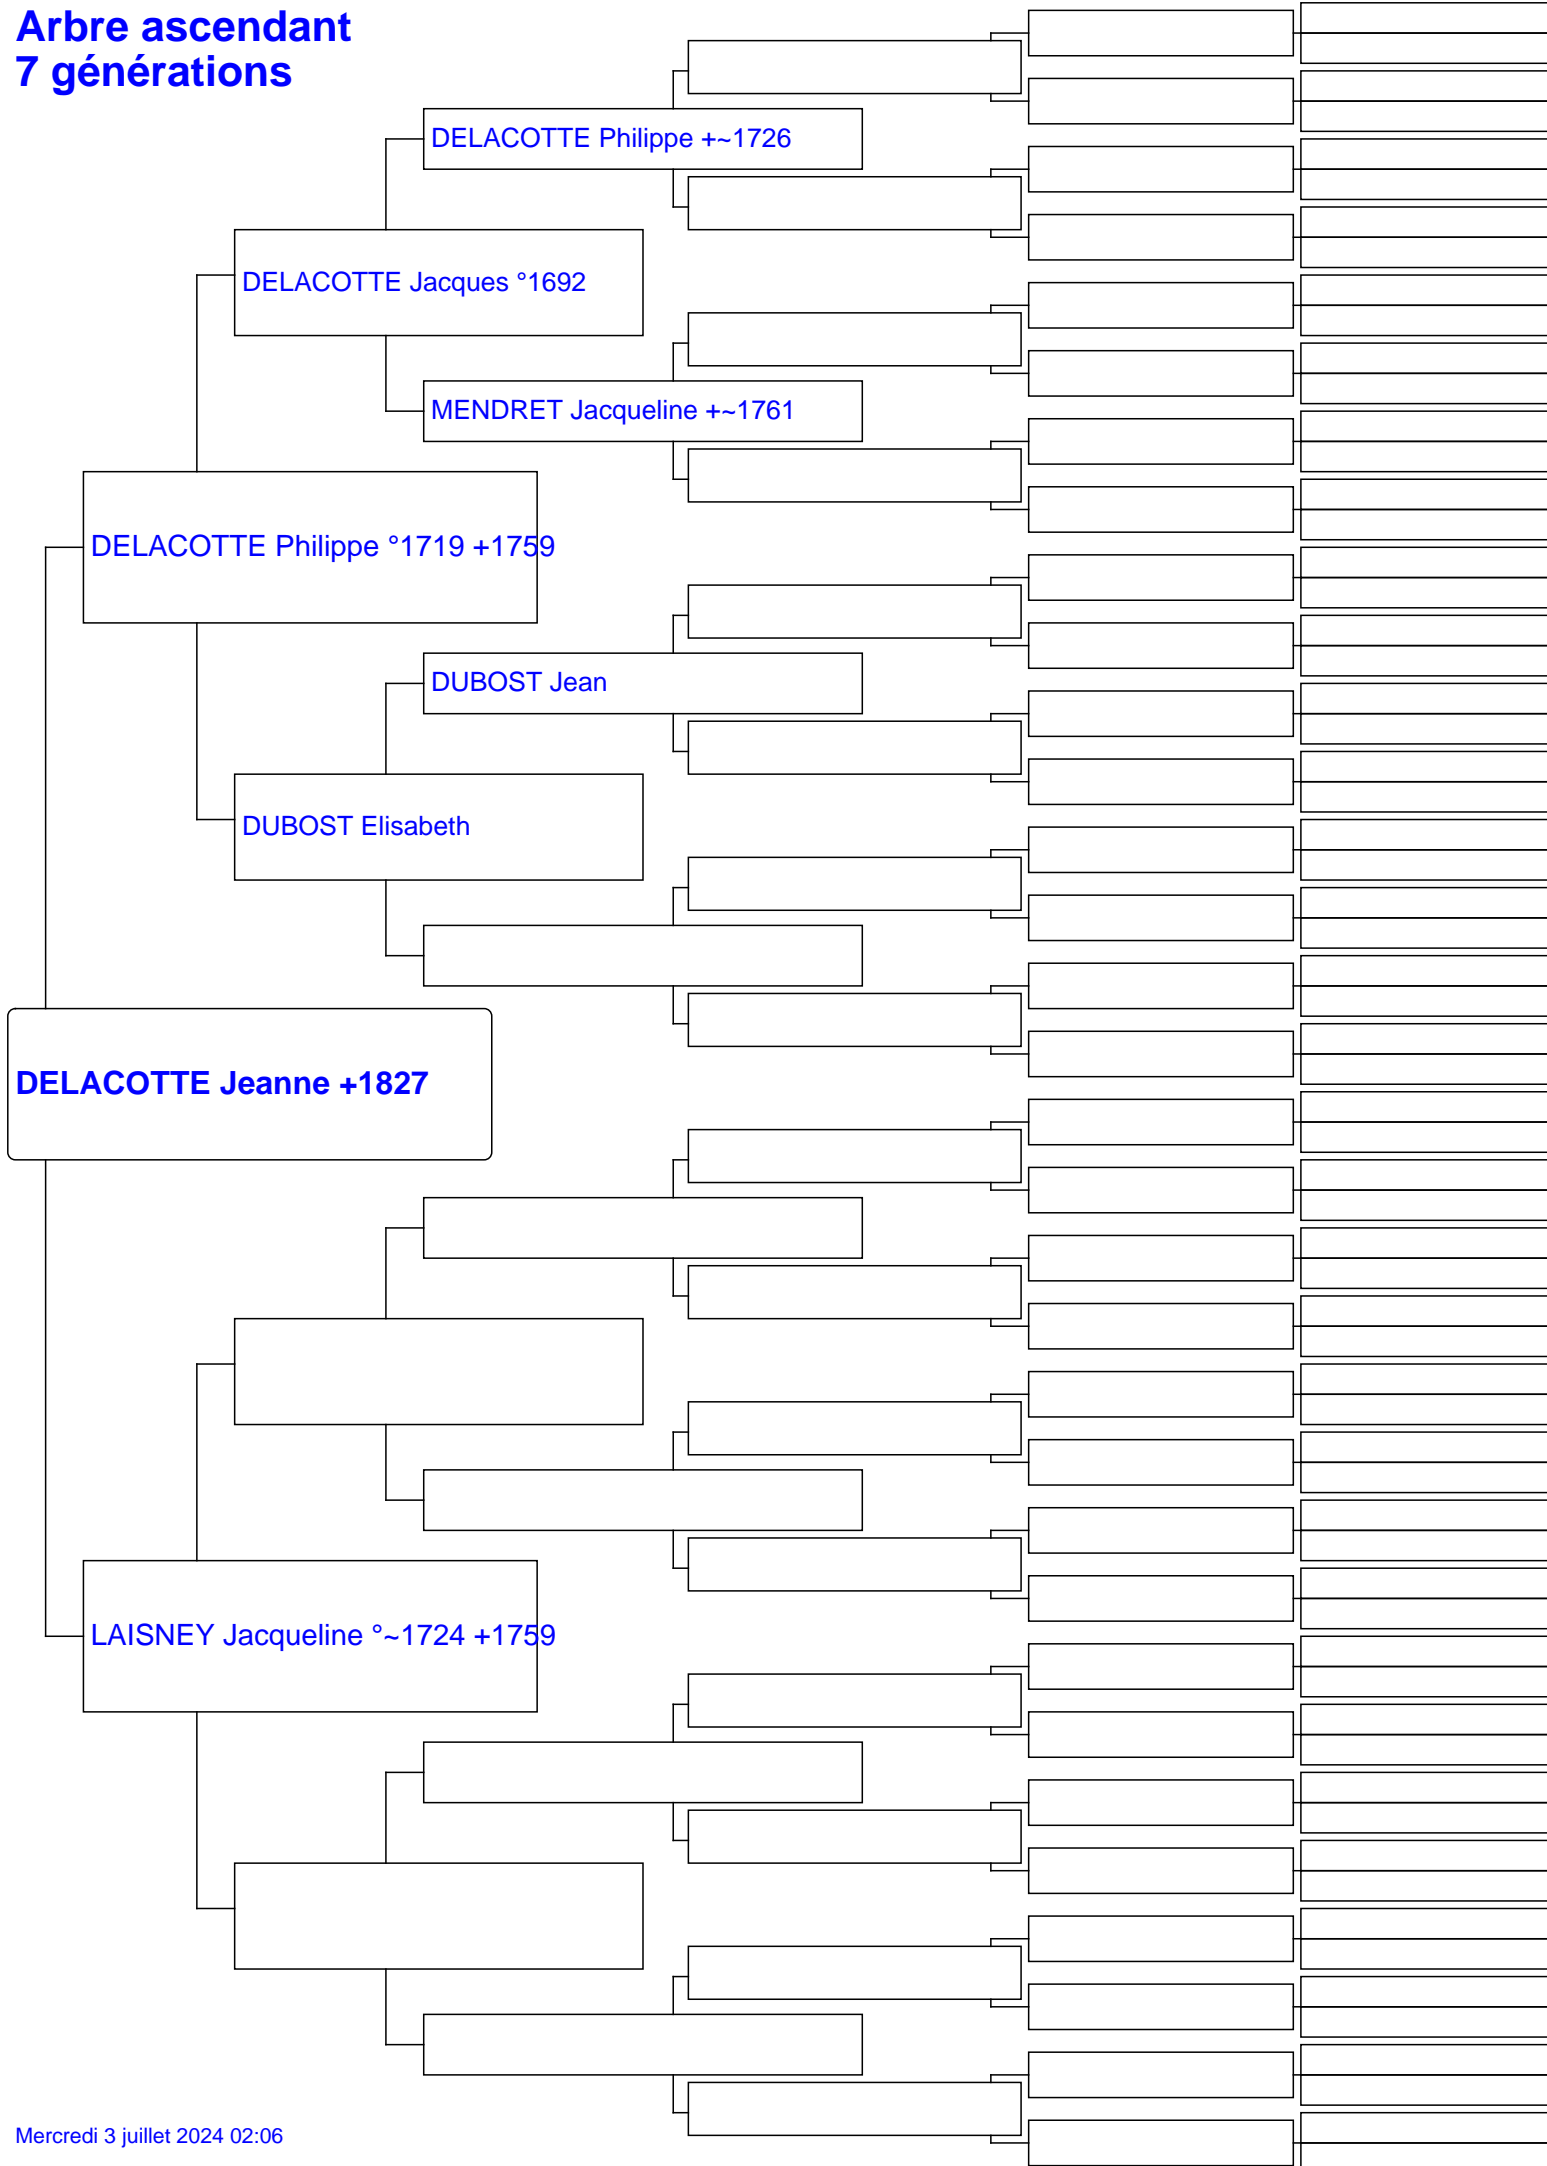 Arbre ascendant
7 générations
DELACOTTE Philippe +~1726
DELACOTTE Jacques °1692
MENDRET Jacqueline +~1761
DELACOTTE Philippe °1719 +1759
DUBOST Jean
DUBOST Elisabeth
DELACOTTE Jeanne +1827
LAISNEY Jacqueline °~1724 +1759
Mercredi 3 juillet 2024 02:06